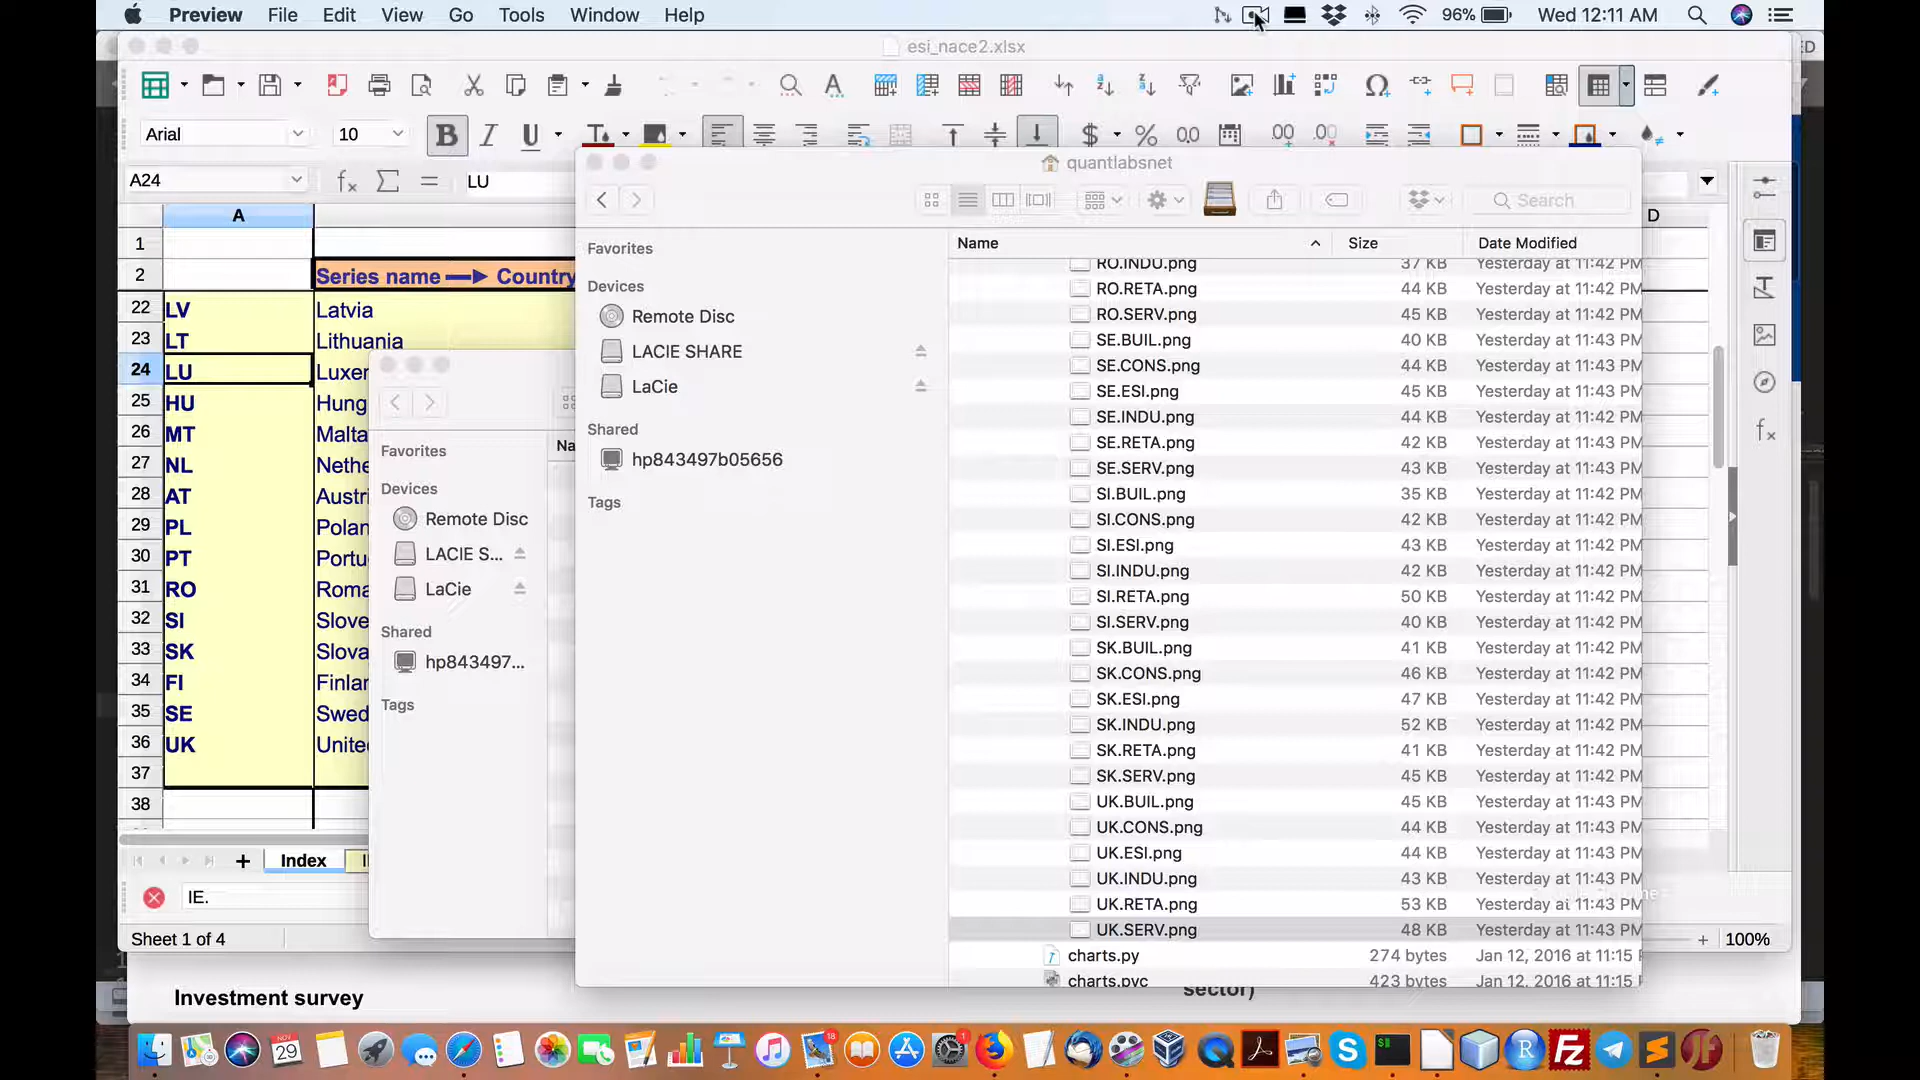 Preview File Edit View Go Tools Window Help 96% Wed 12:11 AM
esi_nace2.xlsx
Arial 10
A24 LU
A D
1
2 Series name Country
22 LV Latvia
23 LT Lithuania
24 LU Luxer
25 HU Hung
26 MT Malta
27 NL Nethe
28 AT Austri
29 PL Polan
30 PT Portu
31 RO Roma
32 SI Slove
33 SK Slova
34 FI Finlar
35 SE Swed
36 UK Unite
37
38
Index
IE.
Sheet 1 of 4
100%
Na
Favorites
Devices
Remote Disc
LACIE S...
LaCie
Shared
hp843497...
Tags
quantlabsnet
Search
Favorites
Devices
Remote Disc
LACIE SHARE
LaCie
Shared
hp843497b05656
Tags
Name Size Date Modified
RO.INDU.png 37 KB Yesterday at 11:42 PM
RO.RETA.png 44 KB Yesterday at 11:42 PM
RO.SERV.png 45 KB Yesterday at 11:42 PM
SE.BUIL.png 40 KB Yesterday at 11:43 PM
SE.CONS.png 44 KB Yesterday at 11:42 PM
SE.ESI.png 45 KB Yesterday at 11:43 PM
SE.INDU.png 44 KB Yesterday at 11:42 PM
SE.RETA.png 42 KB Yesterday at 11:43 PM
SE.SERV.png 43 KB Yesterday at 11:42 PM
SI.BUIL.png 35 KB Yesterday at 11:42 PM
SI.CONS.png 42 KB Yesterday at 11:42 PM
SI.ESI.png 43 KB Yesterday at 11:42 PM
SI.INDU.png 42 KB Yesterday at 11:42 PM
SI.RETA.png 50 KB Yesterday at 11:42 PM
SI.SERV.png 40 KB Yesterday at 11:42 PM
SK.BUIL.png 41 KB Yesterday at 11:42 PM
SK.CONS.png 46 KB Yesterday at 11:42 PM
SK.ESI.png 47 KB Yesterday at 11:42 PM
SK.INDU.png 52 KB Yesterday at 11:42 PM
SK.RETA.png 41 KB Yesterday at 11:42 PM
SK.SERV.png 45 KB Yesterday at 11:42 PM
UK.BUIL.png 45 KB Yesterday at 11:43 PM
UK.CONS.png 44 KB Yesterday at 11:43 PM
UK.ESI.png 44 KB Yesterday at 11:43 PM
UK.INDU.png 43 KB Yesterday at 11:43 PM
UK.RETA.png 53 KB Yesterday at 11:43 PM
UK.SERV.png 48 KB Yesterday at 11:43 PM
charts.py 274 bytes Jan 12, 2016 at 11:15
charts.pyc 423 bytes Jan 12, 2016 at 11:15
Investment survey
sector)
NOV
29
18
1